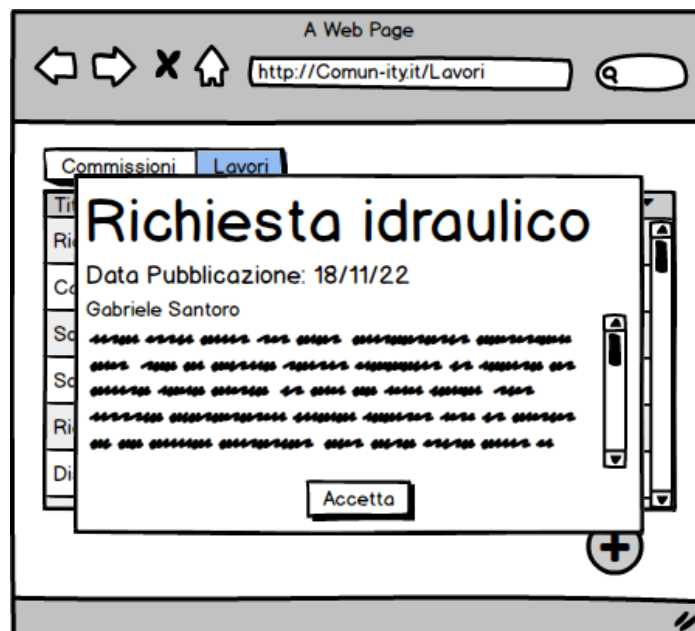 A Web Page
http://Comun-ity.it/Lavori
Commissioni Lavori
Richiesta idraulico
Data Pubblicazione: 18/11/22
Gabriele Santoro
Accetta